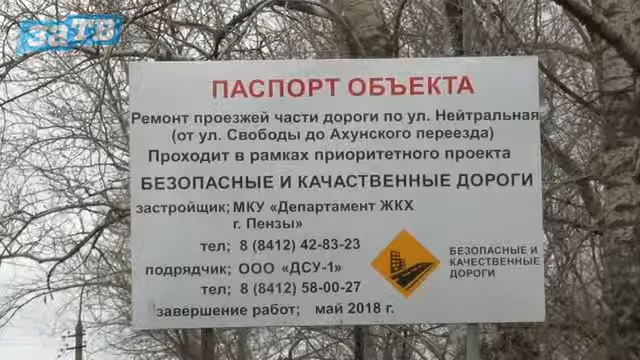 заТВ
ПАСПОРТ ОБЪЕКТА
Ремонт проезжей части дороги по ул. Нейтральная
(от ул. Свободы до Ахунского переезда)
Проходит в рамках приоритетного проекта
БЕЗОПАСНЫЕ И КАЧАСТВЕННЫЕ ДОРОГИ
застройщик; МКУ «Департамент ЖКХ
г. Пензы»
тел; 8 (8412) 42-83-23
подрядчик; ООО «ДСУ-1»
тел; 8 (8412) 58-00-27
завершение работ; май 2018 г.
БЕЗОПАСНЫЕ И
КАЧЕСТВЕННЫЕ
ДОРОГИ